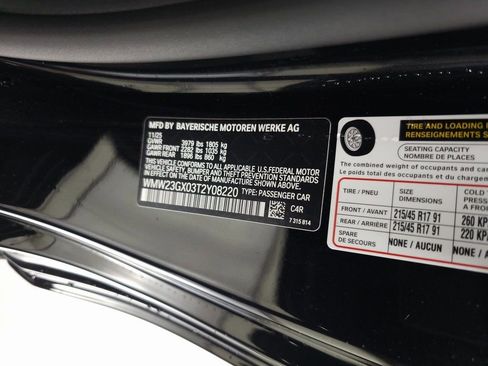 MFD BY BAYERISCHE MOTOREN WERKE AG
11/25
GVWR 3979 lbs 1805 kg
GAWR FRONT 2282 lbs 1035 kg
GAWR REAR 1896 lbs 860 kg
THIS VEHICLE CONFORMS TO ALL APPLICABLE U.S. FEDERAL MOTOR
VEHICLE SAFETY, BUMPER, AND THEFT PREVENTION STANDARDS
IN EFFECT ON THE DATE OF MANUFACTURE SHOWN ABOVE.
WMW23GX03T2Y08220 TYPE: PASSENGER CAR
C4R
7 315 814
TIRE AND LOADING
RENSEIGNEMENTS
SEATING CAPACITY
NOMBRE DE PLACES
The combined weight of occupants and
Le poids total des occupants et
TIRE / PNEU
SIZE / DIMENSIONS
COLD
FRONT / AVANT 215/45 R17 91 260 KP
REAR / ARRIÈRE 215/45 R17 91 220 KP
SPARE
DE SECOURS NONE / AUCUN NONE / A